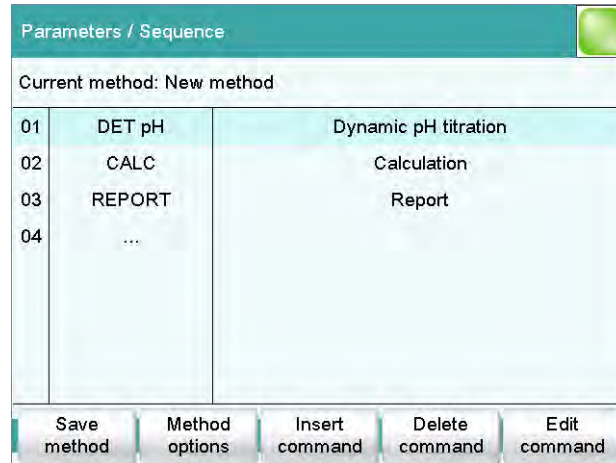 Parameters / Sequence
Current method: New method
01 DET pH Dynamic pH titration
02 CALC Calculation
03 REPORT Report
04 ...
Save method Method options Insert command Delete command Edit command